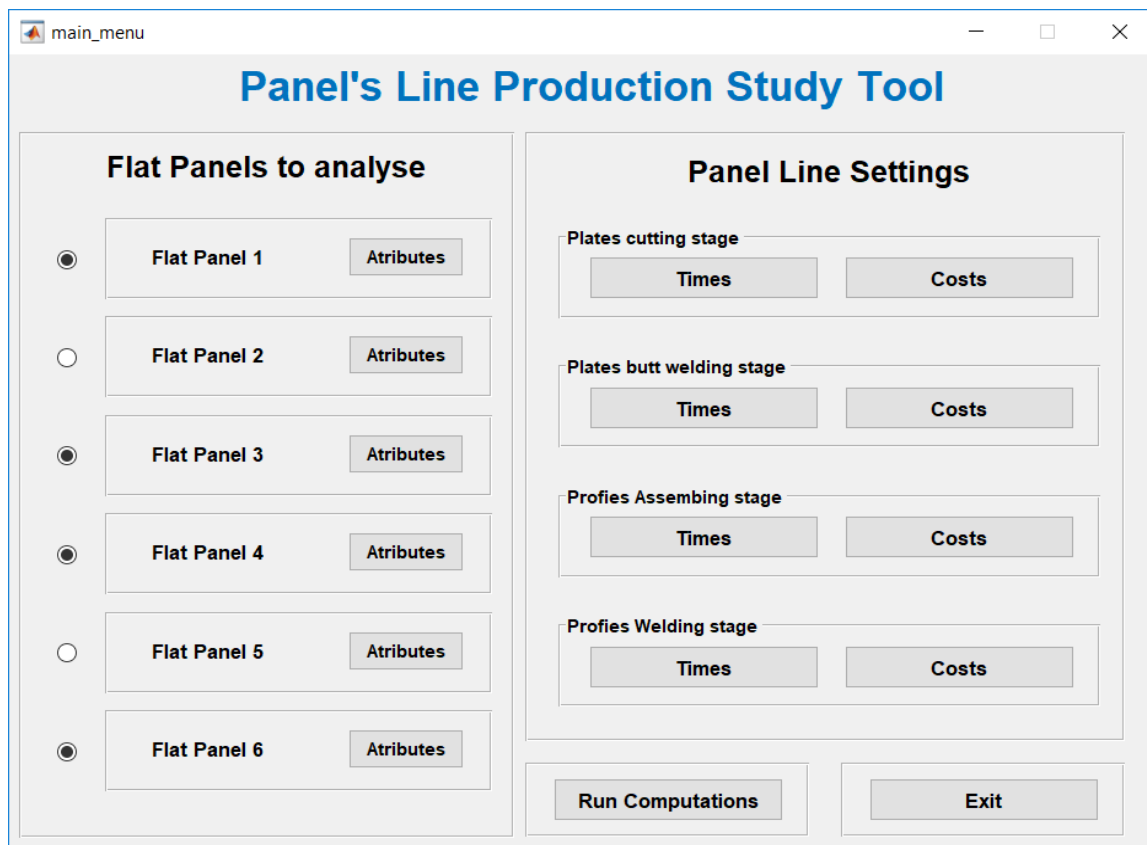 main_menu
Panel's Line Production Study Tool
Flat Panels to analyse
Flat Panel 1 Atributes
Flat Panel 2 Atributes
Flat Panel 3 Atributes
Flat Panel 4 Atributes
Flat Panel 5 Atributes
Flat Panel 6 Atributes
Panel Line Settings
Plates cutting stage
Times Costs
Plates butt welding stage
Times Costs
Profies Assembing stage
Times Costs
Profies Welding stage
Times Costs
Run Computations Exit